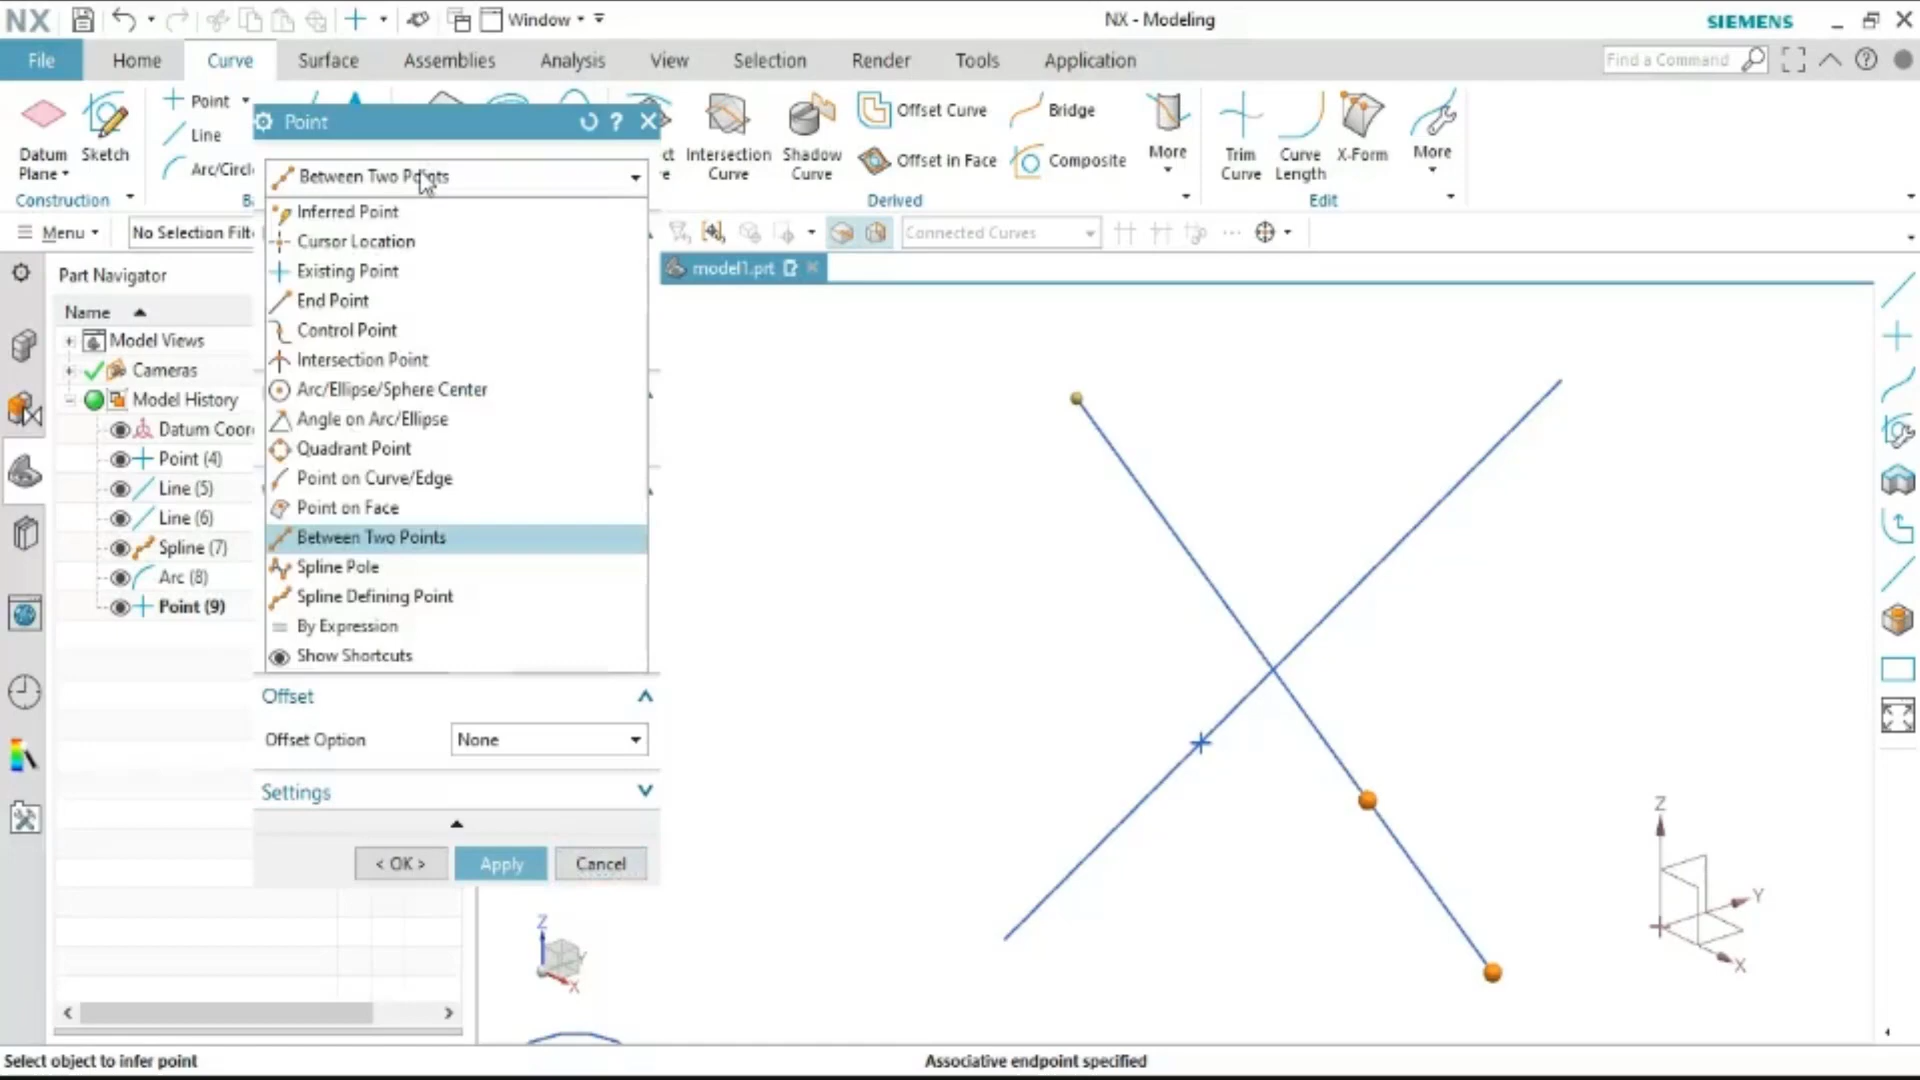 NX
Window
NX - Modeling
SIEMENS
File
Home
Curve
Surface
Assemblies
Analysis
View
Selection
Render
Tools
Application
Find a Command
Datum
Plane
Sketch
Construction
Point
Line
Arc/Circl
B
Point
ct
e
Intersection
Curve
Shadow
Curve
Offset Curve
Offset in Face
Bridge
Composite
More
Derived
Trim
Curve
Curve
Length
X-Form
More
Edit
Menu
No Selection Filt
Connected Curves
Between Two Points
Inferred Point
Cursor Location
Existing Point
End Point
Control Point
Intersection Point
Arc/Ellipse/Sphere Center
Angle on Arc/Ellipse
Quadrant Point
Point on Curve/Edge
Point on Face
Between Two Points
Spline Pole
Spline Defining Point
By Expression
Show Shortcuts
Offset
Offset Option
None
Settings
< OK >
Apply
Cancel
Part Navigator
Name
Model Views
Cameras
Model History
Datum Coor
Point (4)
Line (5)
Line (6)
Spline (7)
Arc (8)
Point (9)
model1.prt
Z
Y
X
Z
Y
X
Select object to infer point
Associative endpoint specified